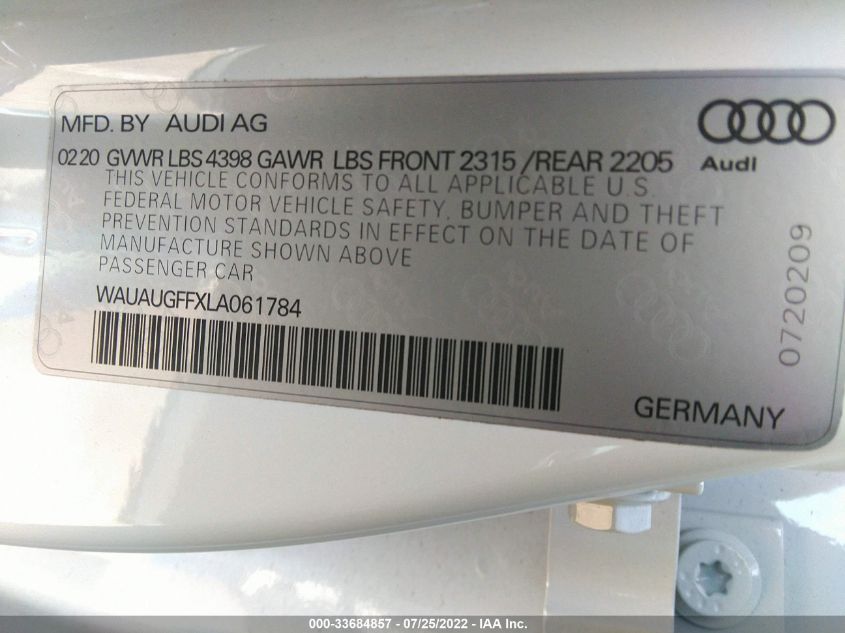 MFD. BY AUDI AG
Audi
0220 GVWR LBS 4398 GAWR LBS FRONT 2315 /REAR 2205
THIS VEHICLE CONFORMS TO ALL APPLICABLE U.S.
FEDERAL MOTOR VEHICLE SAFETY, BUMPER AND THEFT
PREVENTION STANDARDS IN EFFECT ON THE DATE OF
MANUFACTURE SHOWN ABOVE
PASSENGER CAR
WAUAUGFFXLA061784
0720209
GERMANY
000-33684857 - 07/25/2022 - IAA Inc.